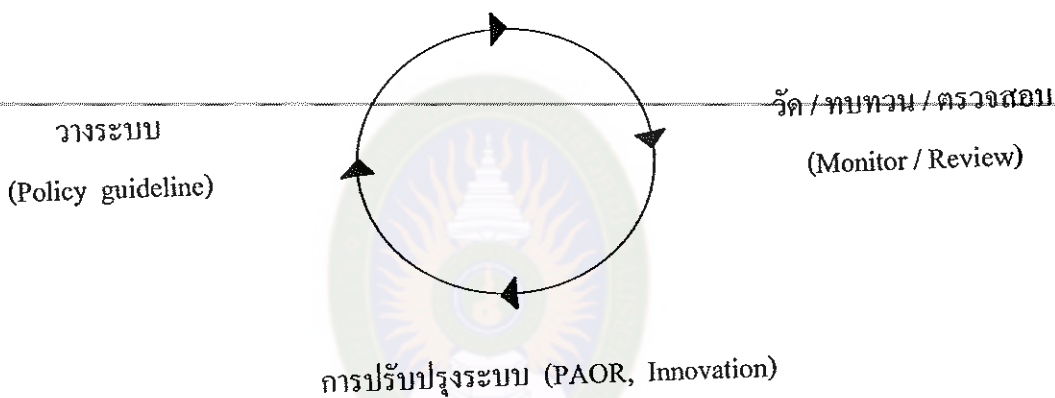 วางระบบ
(Policy guideline)
วัด / ทบทวน / ตรวจสอบ
(Monitor / Review)
การปรับปรุงระบบ (PAOR, Innovation)